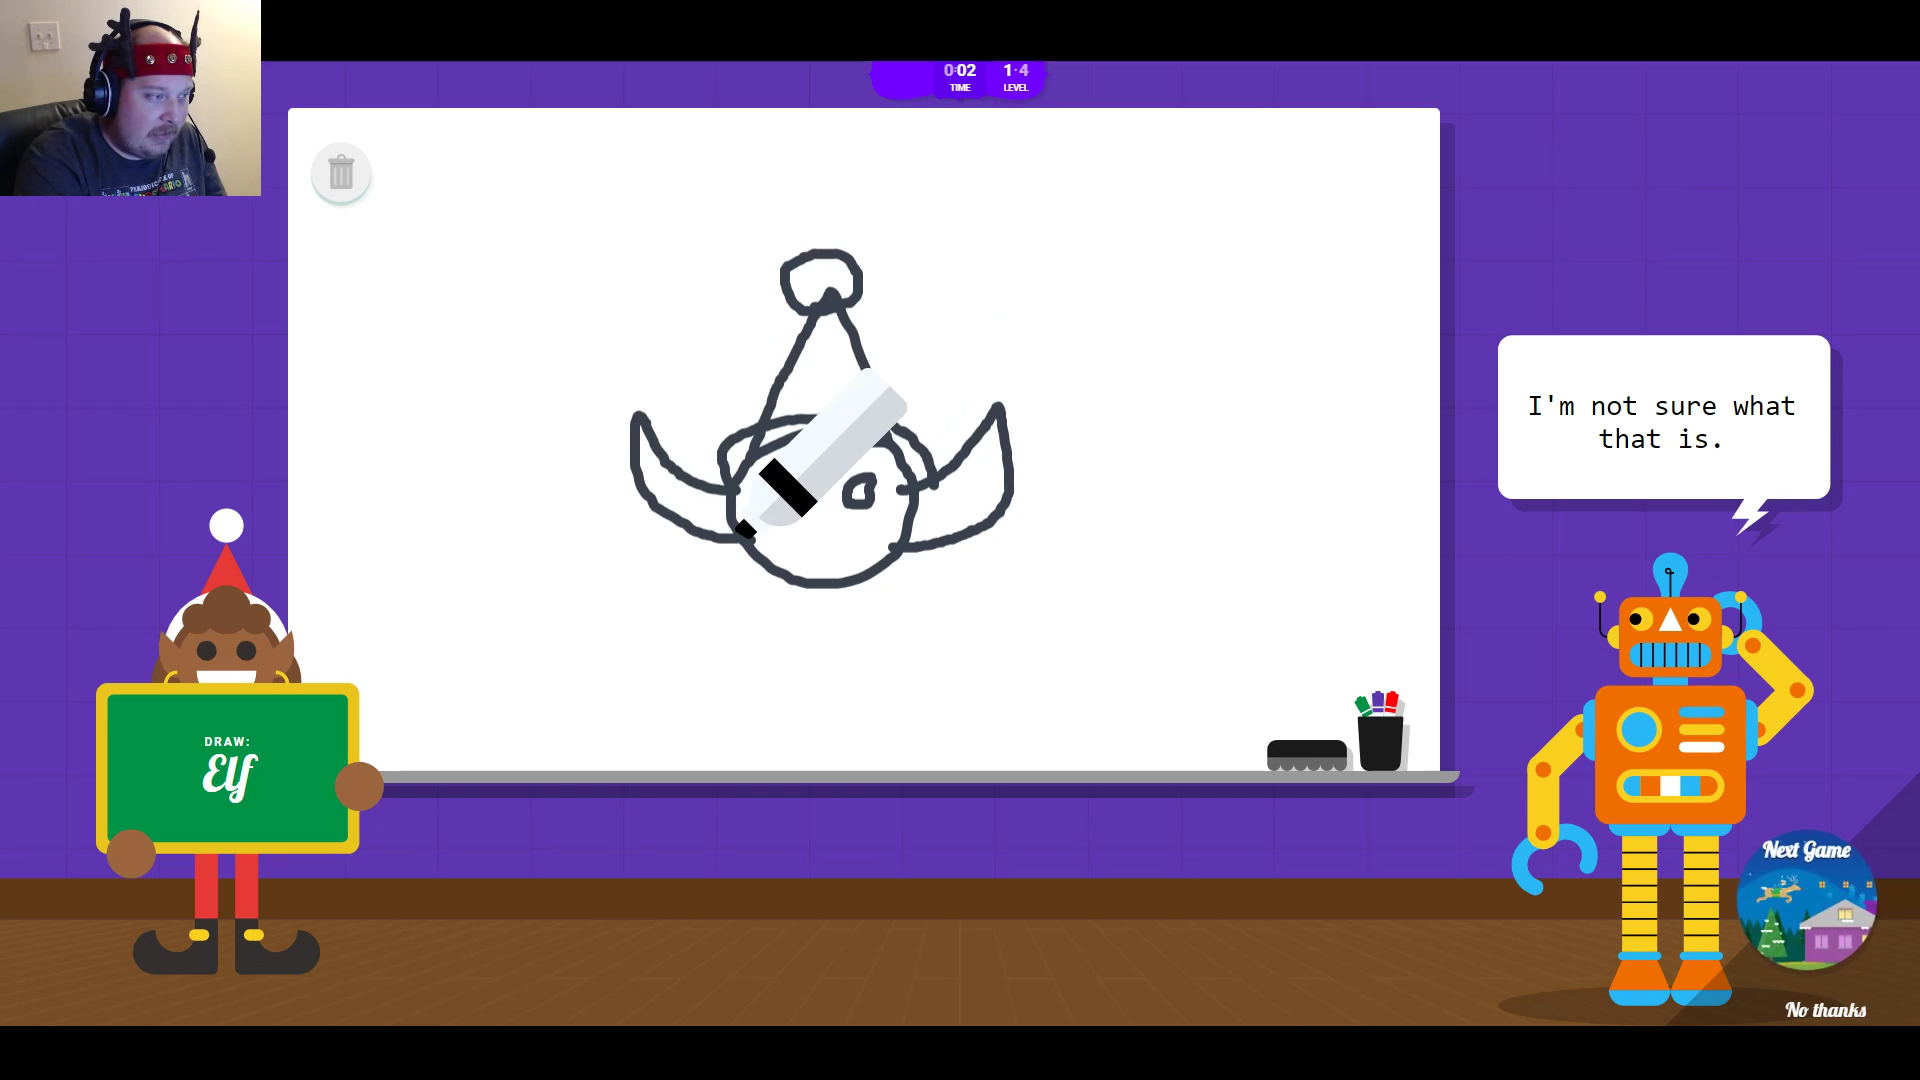 0:02
TIME
1·4
LEVEL
I'm not sure what
that is.
DRAW:
Elf
Next Game
No thanks